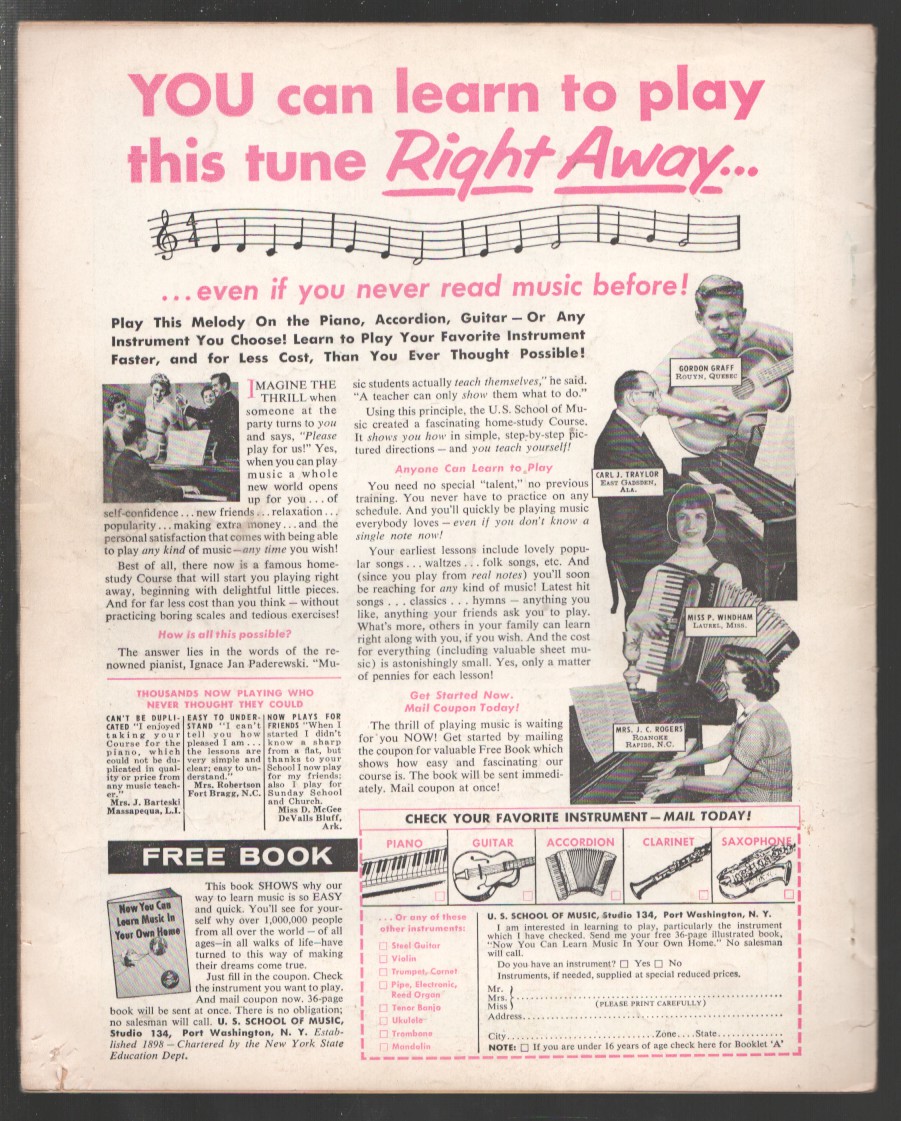 YOU can learn to play
this tune Right Away...
4
4
...even if you never read music before!
Play This Melody On the Piano, Accordion, Guitar — Or Any
Instrument You Choose! Learn to Play Your Favorite Instrument
Faster, and for Less Cost, Than You Ever Thought Possible!
IMAGINE THE
THRILL when
someone at the
party turns to you
and says, "Please
play for us!" Yes,
when you can play
music a whole
new world opens
up for you . . . of
self-confidence . . . new friends . . . relaxation . . .
popularity . . . making extra money . . . and the
personal satisfaction that comes with being able
to play any kind of music—any time you wish!
Best of all, there now is a famous home-
study Course that will start you playing right
away, beginning with delightful little pieces.
And for far less cost than you think — without
practicing boring scales and tedious exercises!
How is all this possible?
The answer lies in the words of the re-
nowned pianist, Ignace Jan Paderewski. "Mu-
sic students actually teach themselves," he said.
"A teacher can only show them what to do."
Using this principle, the U.S. School of Mu-
sic created a fascinating home-study Course.
It shows you how in simple, step-by-step pic-
tured directions — and you teach yourself!
Anyone Can Learn to Play
You need no special "talent," no previous
training. You never have to practice on any
schedule. And you'll quickly be playing music
everybody loves — even if you don't know a
single note now!
Your earliest lessons include lovely popu-
lar songs . . . waltzes . . . folk songs, etc. And
(since you play from real notes) you'll soon
be reaching for any kind of music! Latest hit
songs . . . classics . . . hymns — anything you
like, anything your friends ask you to play.
What's more, others in your family can learn
right along with you, if you wish. And the cost
for everything (including valuable sheet mu-
sic) is astonishingly small. Yes, only a matter
of pennies for each lesson!
Get Started Now.
Mail Coupon Today!
The thrill of playing music is waiting
for you NOW! Get started by mailing
the coupon for valuable Free Book which
shows how easy and fascinating our
course is. The book will be sent immedi-
ately. Mail coupon at once!
GORDON GRAFF
ROUYN, QUEBEC
CARL J. TRAYLOR
EAST GADSDEN,
ALA.
MISS P. WINDHAM
LAUREL, MISS.
MRS. J. C. ROGERS
ROANOKE
RAPIDS, N.C.
THOUSANDS NOW PLAYING WHO
NEVER THOUGHT THEY COULD
CAN'T BE DUPLI-
CATED "I enjoyed
taking your
Course for the
piano, which
could not be du-
plicated in qual-
ity or price from
any music teach-
er."
Mrs. J. Barteski
Massapequa, L.I.
EASY TO UNDER-
STAND "I can't
tell you how
pleased I am . . .
the lessons are
very simple and
clear; easy to un-
derstand."
Mrs. Robertson
Fort Bragg, N.C.
NOW PLAYS FOR
FRIENDS "When I
started I didn't
know a sharp
from a flat, but
thanks to your
School I now play
for my friends;
also I play for
Sunday School
and Church.
Miss D. McGee
DeValls Bluff,
Ark.
FREE BOOK
Now You Can
Learn Music In
Your Own Home
This book SHOWS why our
way to learn music is so EASY
and quick. You'll see for your-
self why over 1,000,000 people
from all over the world — of all
ages—in all walks of life—have
turned to this way of making
their dreams come true.
Just fill in the coupon. Check
the instrument you want to play.
And mail coupon now. 36-page
book will be sent at once. There is no obligation;
no salesman will call. U. S. SCHOOL OF MUSIC,
Studio 134, Port Washington, N. Y. Estab-
lished 1898 — Chartered by the New York State
Education Dept.
CHECK YOUR FAVORITE INSTRUMENT — MAIL TODAY!
PIANO
GUITAR
ACCORDION
CLARINET
SAXOPHONE
. . . Or any of these
other instruments:
Steel Guitar
Violin
Trumpet, Cornet
Pipe, Electronic,
Reed Organ
Tenor Banjo
Ukulele
Trombone
Mandolin
U. S. SCHOOL OF MUSIC, Studio 134, Port Washington, N. Y.
I am interested in learning to play, particularly the instrument
which I have checked. Send me your free 36-page illustrated book,
"Now You Can Learn Music In Your Own Home." No salesman
will call.
Do you have an instrument? ☐ Yes ☐ No
Instruments, if needed, supplied at special reduced prices.
Mr.
Mrs.
Miss
(PLEASE PRINT CAREFULLY)
Address
City Zone State
NOTE: ☐ If you are under 16 years of age check here for Booklet 'A'